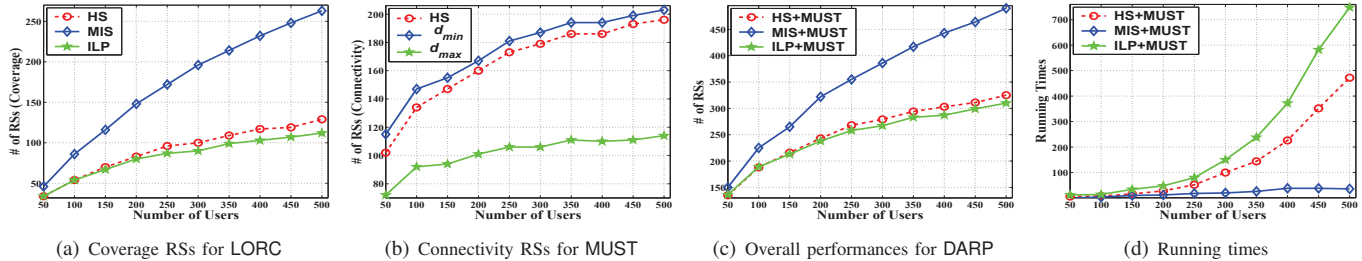 # of RSs (Coverage)
250
200
150
100
50
HS
MIS
ILP
50 100 150 200 250 300 350 400 450 500
Number of Users
(a) Coverage RSs for LORC
# of RSs (Connectivity)
200
180
160
140
120
100
80
HS
d_min
d_max
50 100 150 200 250 300 350 400 450 500
Number of Users
(b) Connectivity RSs for MUST
# of RSs
450
400
350
300
250
200
150
HS+MUST
MIS+MUST
ILP+MUST
50 100 150 200 250 300 350 400 450 500
Number of Users
(c) Overall performances for DARP
Running Times
700
600
500
400
300
200
100
HS+MUST
MIS+MUST
ILP+MUST
50 100 150 200 250 300 350 400 450 500
Number of Users
(d) Running times